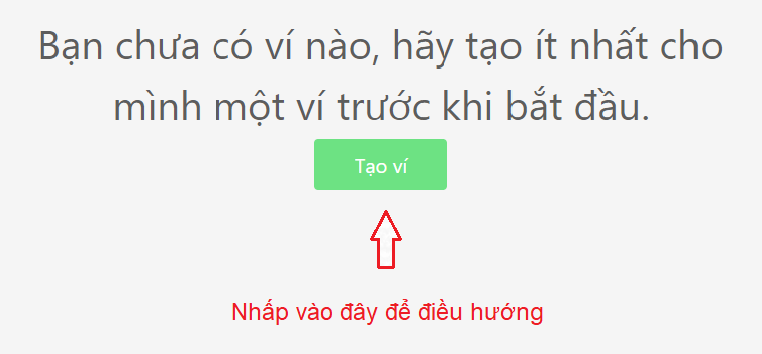 Bạn chưa có ví nào, hãy tạo ít nhất cho
mình một ví trước khi bắt đầu.
Tạo ví
Nhấp vào đây để điều hướng